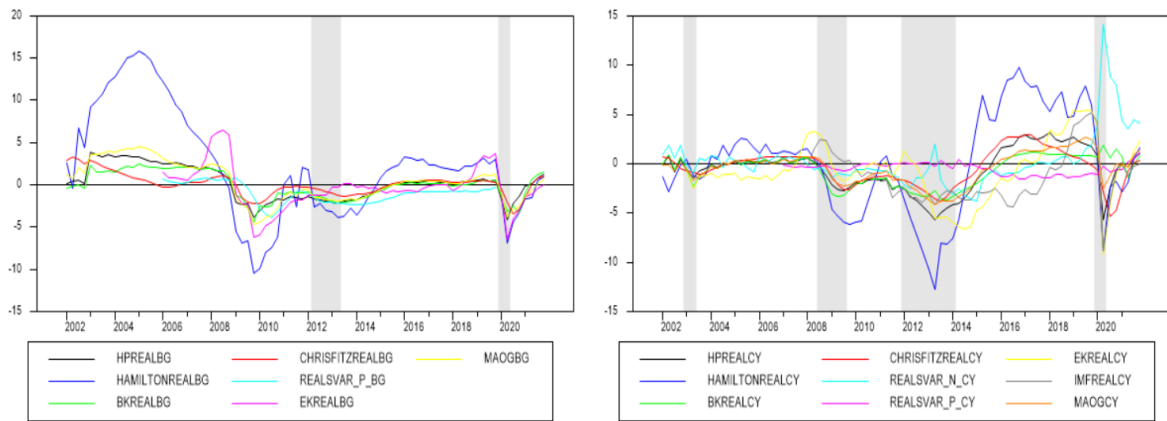 20
15
10
5
0
-5
-10
-15
2002 2004 2006 2008 2010 2012 2014 2016 2018 2020
HPREALBG CHRISFITZREALBG MAOGBG
HAMILTONREALBG REALSVAR_P_BG
BKREALBG EKREALBG
15
10
5
0
-5
-10
-15
2002 2004 2006 2008 2010 2012 2014 2016 2018 2020
HPREALCY CHRISFITZREALCY EKREALCY
HAMILTONREALCY REALSVAR_N_CY IMFREALCY
BKREALCY REALSVAR_P_CY MAOGCY